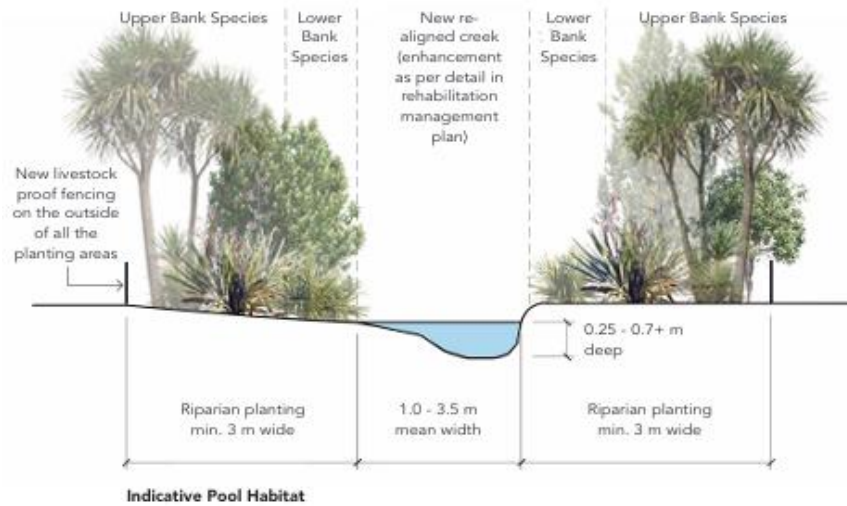 Upper Bank Species
Lower
Bank
Species
New re-
aligned creek
(enhancement
as per detail in
rehabilitation
management
plan)
Lower
Bank
Species
Upper Bank Species
New livestock
proof fencing
on the outside
of all the
planting areas
0.25 - 0.7+ m
deep
Riparian planting
min. 3 m wide
1.0 - 3.5 m
mean width
Riparian planting
min. 3 m wide
Indicative Pool Habitat